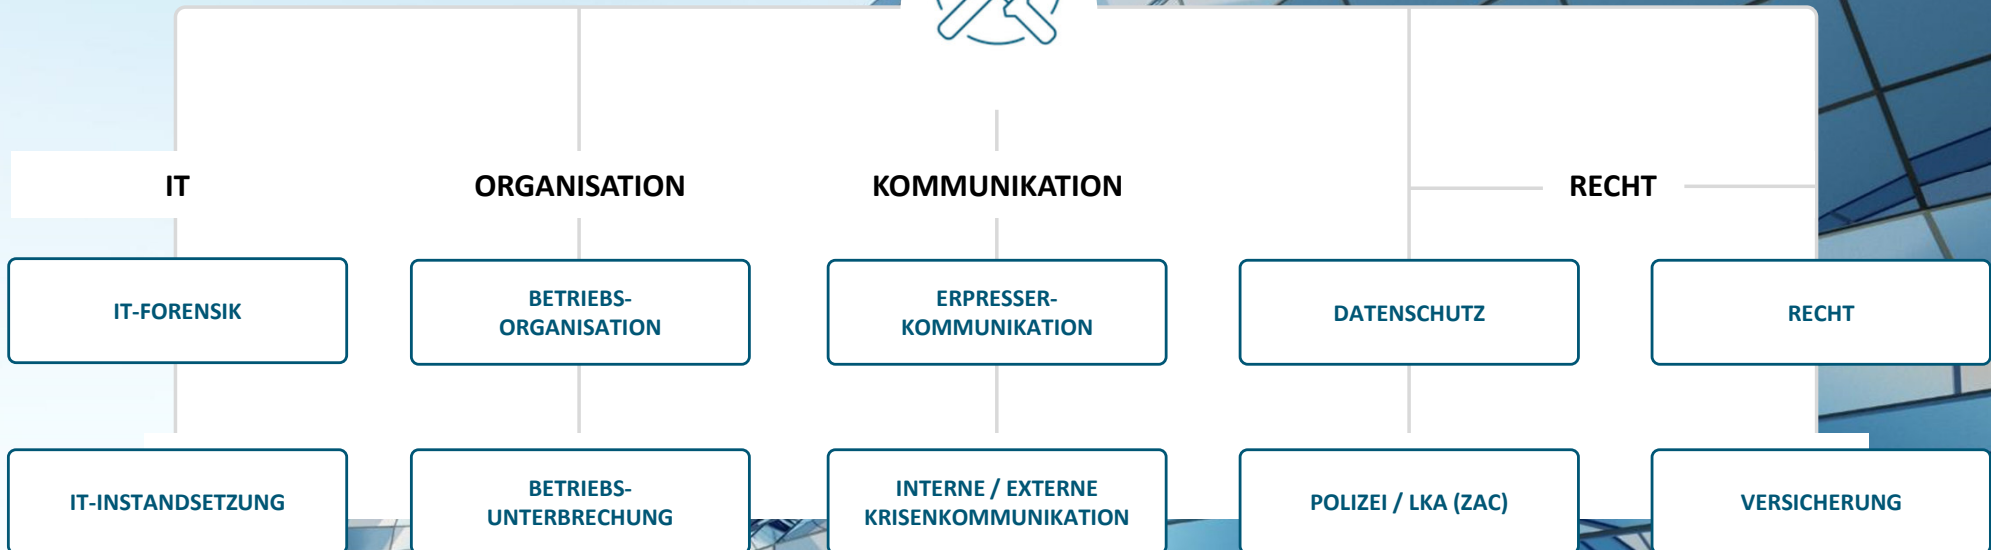 IT
ORGANISATION
KOMMUNIKATION
RECHT
IT-FORENSIK
BETRIEBS-
ORGANISATION
ERPRESSER-
KOMMUNIKATION
DATENSCHUTZ
RECHT
IT-INSTANDSETZUNG
BETRIEBS-
UNTERBRECHUNG
INTERNE / EXTERNE
KRISENKOMMUNIKATION
POLIZEI / LKA (ZAC)
VERSICHERUNG